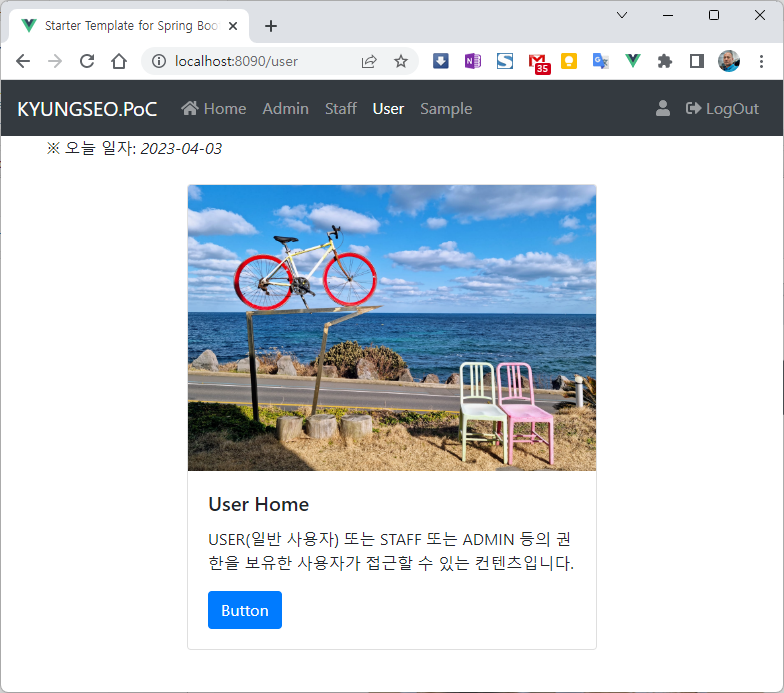 Starter Template for Spring Boo
localhost:8090/user
35
KYUNGSEO.PoC Home Admin Staff User Sample LogOut
※ 오늘 일자: 2023-04-03
User Home
USER(일반 사용자) 또는 STAFF 또는 ADMIN 등의 권
한을 보유한 사용자가 접근할 수 있는 컨텐츠입니다.
Button